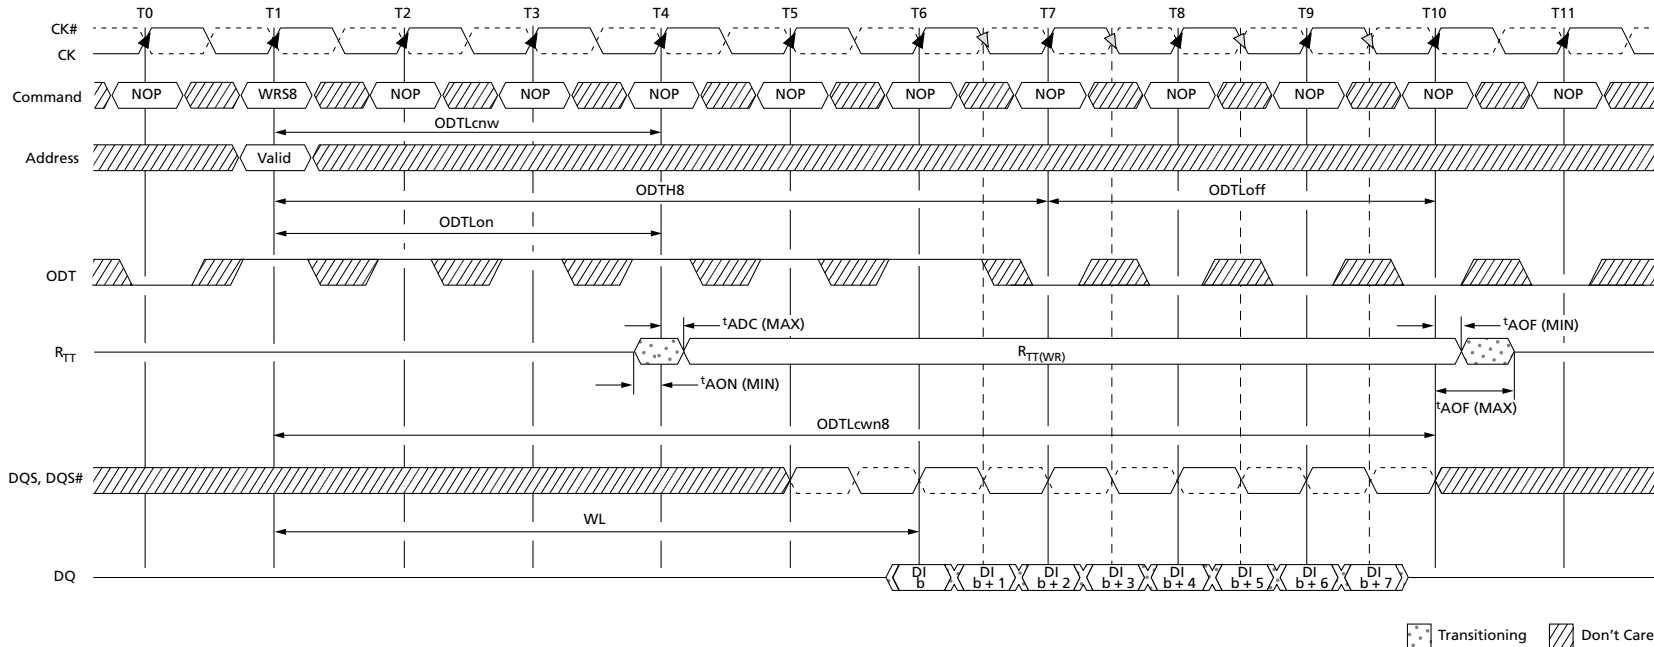 T0 T1 T2 T3 T4 T5 T6 T7 T8 T9 T10 T11
CK#
CK
Command NOP WRS8 NOP NOP NOP NOP NOP NOP NOP NOP NOP NOP
ODTLcnw
Address Valid
ODTH8 ODTLoff
ODTLon
ODT
tADC (MAX) tAOF (MIN)
RTT RTT(WR)
tAON (MIN)
tAOF (MAX)
ODTLcwn8
DQS, DQS#
WL
DQ DI b DI b + 1 DI b + 2 DI b + 3 DI b + 4 DI b + 5 DI b + 6 DI b + 7
Transitioning Don't Care